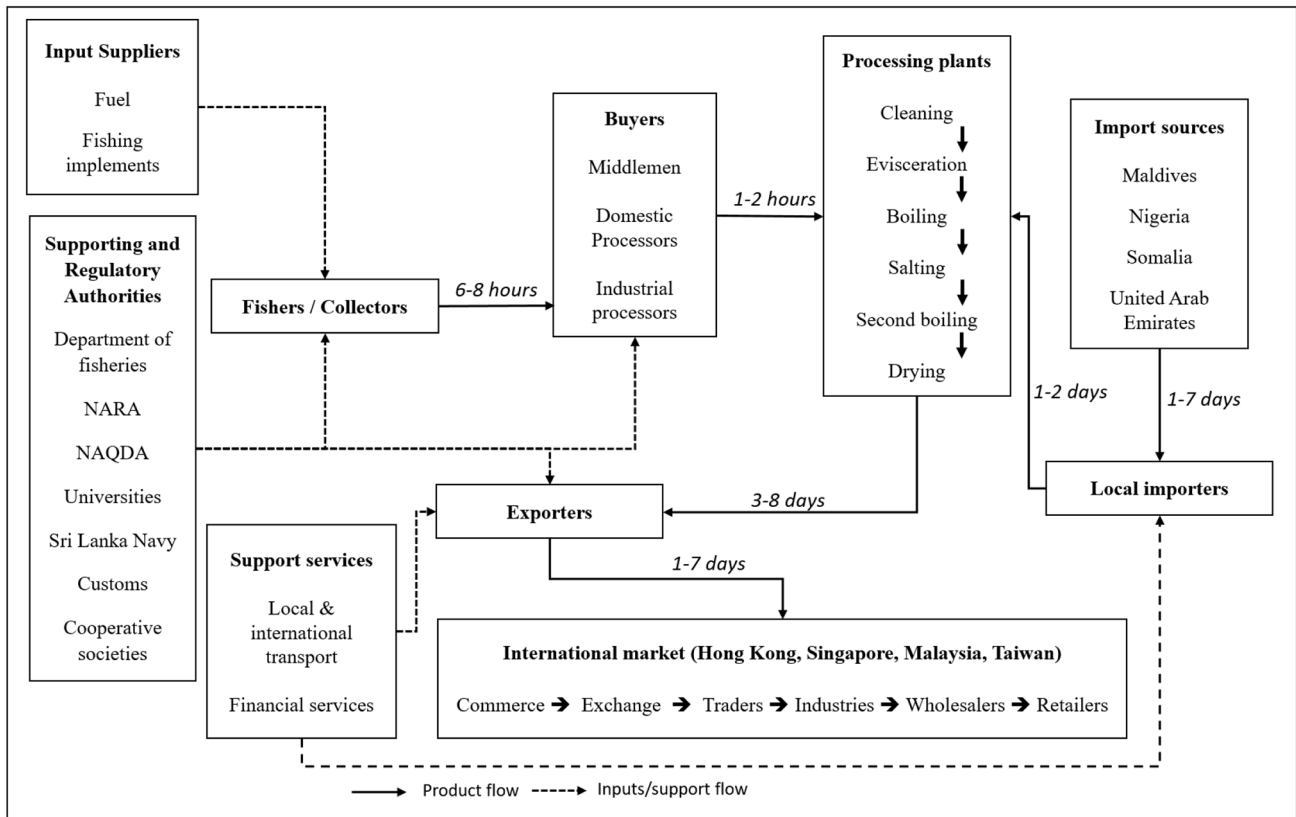 Input Suppliers
Fuel
Fishing
implements
Supporting and
Regulatory
Authorities
Department of
fisheries
NARA
NAQDA
Universities
Sri Lanka Navy
Customs
Cooperative
societies
Fishers / Collectors
6-8 hours
Buyers
Middlemen
Domestic
Processors
Industrial
processors
1-2 hours
Processing plants
Cleaning
Evisceration
Boiling
Salting
Second boiling
Drying
Import sources
Maldives
Nigeria
Somalia
United Arab
Emirates
1-7 days
1-2 days
Local importers
3-8 days
Exporters
Support services
Local &
international
transport
Financial services
1-7 days
International market (Hong Kong, Singapore, Malaysia, Taiwan)
Commerce ➔ Exchange ➔ Traders ➔ Industries ➔ Wholesalers ➔ Retailers
Product flow
Inputs/support flow